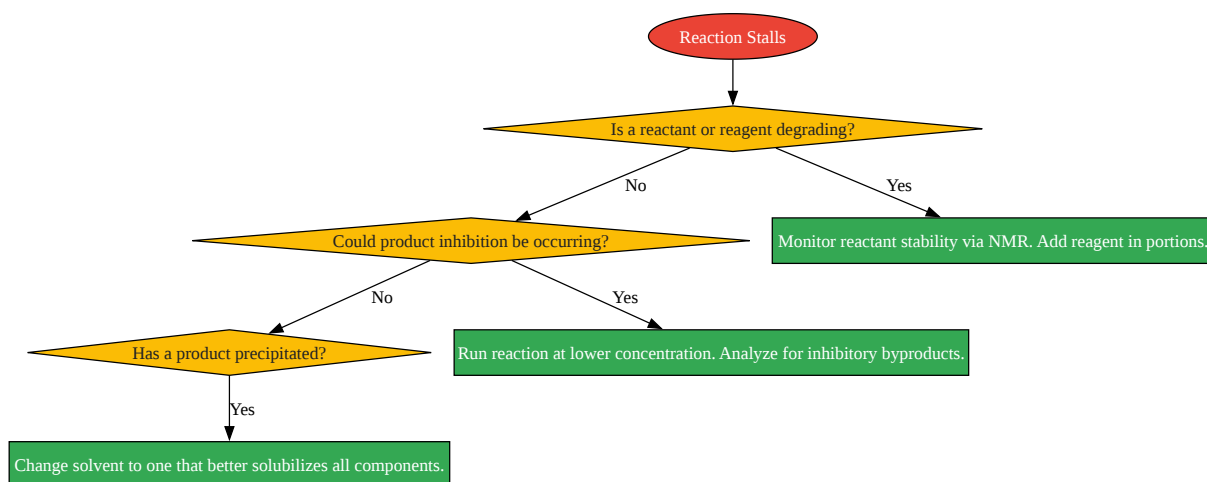 Reaction Stalls
Is a reactant or reagent degrading?
No
Yes
Could product inhibition be occurring?
Monitor reactant stability via NMR. Add reagent in portions.
No
Yes
Has a product precipitated?
Run reaction at lower concentration. Analyze for inhibitory byproducts.
Yes
Change solvent to one that better solubilizes all components.